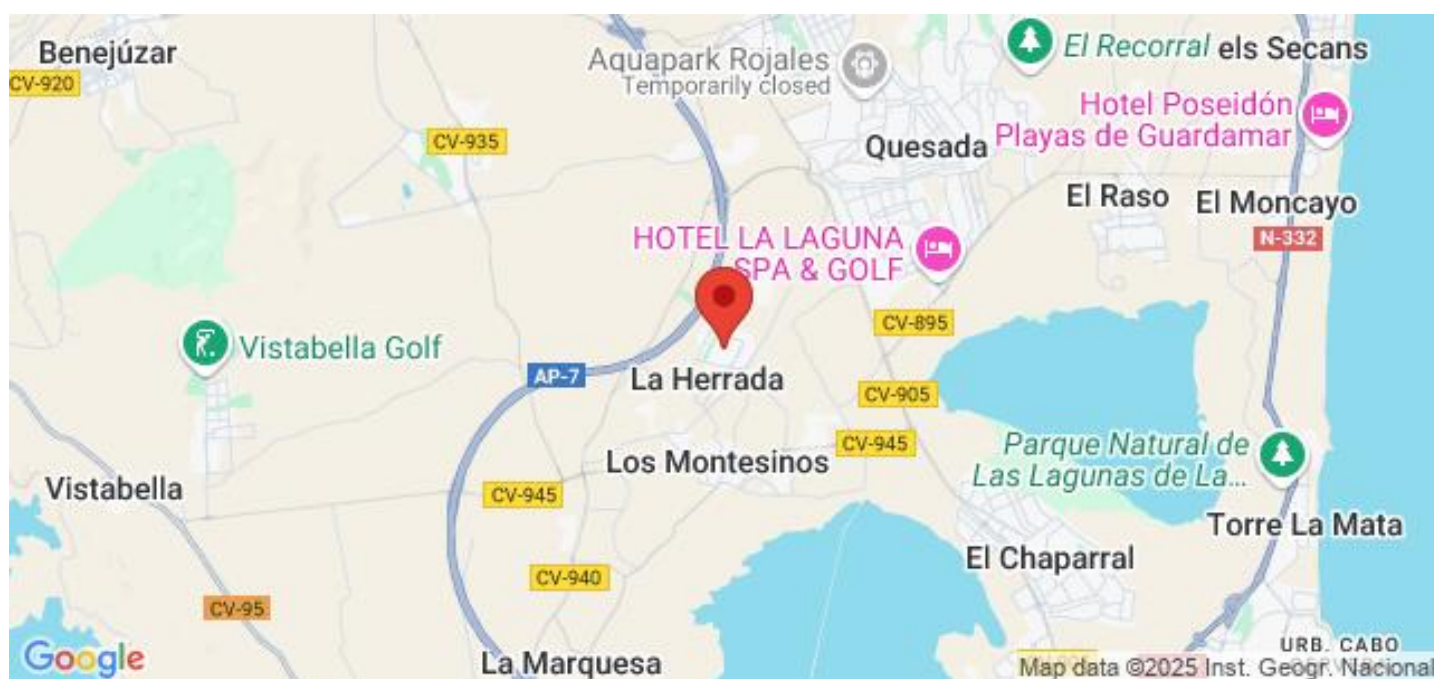 Benejúzar
CV-920
Aquapark Rojales
Temporarily closed
El Recorral
els Secans
Hotel Poseidón
Playas de Guardamar
CV-935
Quesada
El Raso
El Moncayo
N-332
HOTEL LA LAGUNA
SPA & GOLF
CV-895
Vistabella Golf
AP-7
La Herrada
CV-905
CV-945
Parque Natural de
Las Lagunas de La...
Los Montesinos
Vistabella
CV-945
Torre La Mata
El Chaparral
CV-940
CV-95
URB. CABO
Google
La Marquesa
Map data ©2025 Inst. Geogr. Nacional